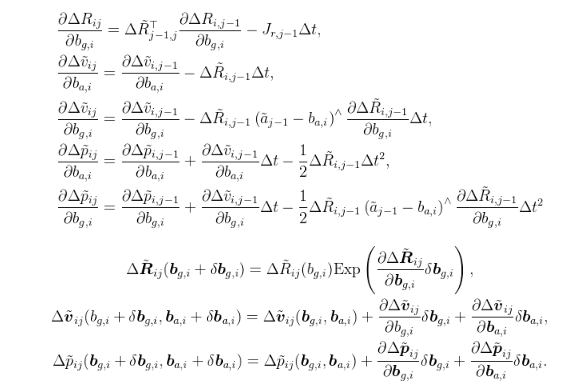 \frac{\partial \Delta R_{ij}}{\partial b_{g,i}} = \Delta \tilde{R}_{j-1,j}^{\top} \frac{\partial \Delta R_{i,j-1}}{\partial b_{g,i}} - J_{r,j-1} \Delta t,
\frac{\partial \Delta \tilde{v}_{ij}}{\partial b_{a,i}} = \frac{\partial \Delta \tilde{v}_{i,j-1}}{\partial b_{a,i}} - \Delta \tilde{R}_{i,j-1} \Delta t,
\frac{\partial \Delta \tilde{v}_{ij}}{\partial b_{g,i}} = \frac{\partial \Delta \tilde{v}_{i,j-1}}{\partial b_{g,i}} - \Delta \tilde{R}_{i,j-1} \left( \tilde{a}_{j-1} - b_{a,i} \right)^{\wedge} \frac{\partial \Delta \tilde{R}_{i,j-1}}{\partial b_{g,i}} \Delta t,
\frac{\partial \Delta \tilde{p}_{ij}}{\partial b_{a,i}} = \frac{\partial \Delta \tilde{p}_{i,j-1}}{\partial b_{a,i}} + \frac{\partial \Delta \tilde{v}_{i,j-1}}{\partial b_{a,i}} \Delta t - \frac{1}{2} \Delta \tilde{R}_{i,j-1} \Delta t^2,
\frac{\partial \Delta \tilde{p}_{ij}}{\partial b_{g,i}} = \frac{\partial \Delta \tilde{p}_{i,j-1}}{\partial b_{g,i}} + \frac{\partial \Delta \tilde{v}_{i,j-1}}{\partial b_{g,i}} \Delta t - \frac{1}{2} \Delta \tilde{R}_{i,j-1} \left( \tilde{a}_{j-1} - b_{a,i} \right)^{\wedge} \frac{\partial \Delta \tilde{R}_{i,j-1}}{\partial b_{g,i}} \Delta t^2
\Delta \tilde{\boldsymbol{R}}_{ij}(\boldsymbol{b}_{g,i} + \delta \boldsymbol{b}_{g,i}) = \Delta \tilde{R}_{ij}(b_{g,i}) \mathrm{Exp} \left( \frac{\partial \Delta \tilde{\boldsymbol{R}}_{ij}}{\partial \boldsymbol{b}_{g,i}} \delta \boldsymbol{b}_{g,i} \right),
\Delta \tilde{\boldsymbol{v}}_{ij}(b_{g,i} + \delta \boldsymbol{b}_{g,i}, \boldsymbol{b}_{a,i} + \delta \boldsymbol{b}_{a,i}) = \Delta \tilde{\boldsymbol{v}}_{ij}(\boldsymbol{b}_{g,i}, \boldsymbol{b}_{a,i}) + \frac{\partial \Delta \tilde{\boldsymbol{v}}_{ij}}{\partial b_{g,i}} \delta \boldsymbol{b}_{g,i} + \frac{\partial \Delta \tilde{\boldsymbol{v}}_{ij}}{\partial \boldsymbol{b}_{a,i}} \delta \boldsymbol{b}_{a,i},
\Delta \tilde{p}_{ij}(\boldsymbol{b}_{g,i} + \delta \boldsymbol{b}_{g,i}, \boldsymbol{b}_{a,i} + \delta \boldsymbol{b}_{a,i}) = \Delta \tilde{p}_{ij}(\boldsymbol{b}_{g,i}, \boldsymbol{b}_{a,i}) + \frac{\partial \Delta \tilde{\boldsymbol{p}}_{ij}}{\partial \boldsymbol{b}_{g,i}} \delta \boldsymbol{b}_{g,i} + \frac{\partial \Delta \tilde{\boldsymbol{p}}_{ij}}{\partial \boldsymbol{b}_{a,i}} \delta \boldsymbol{b}_{a,i}.